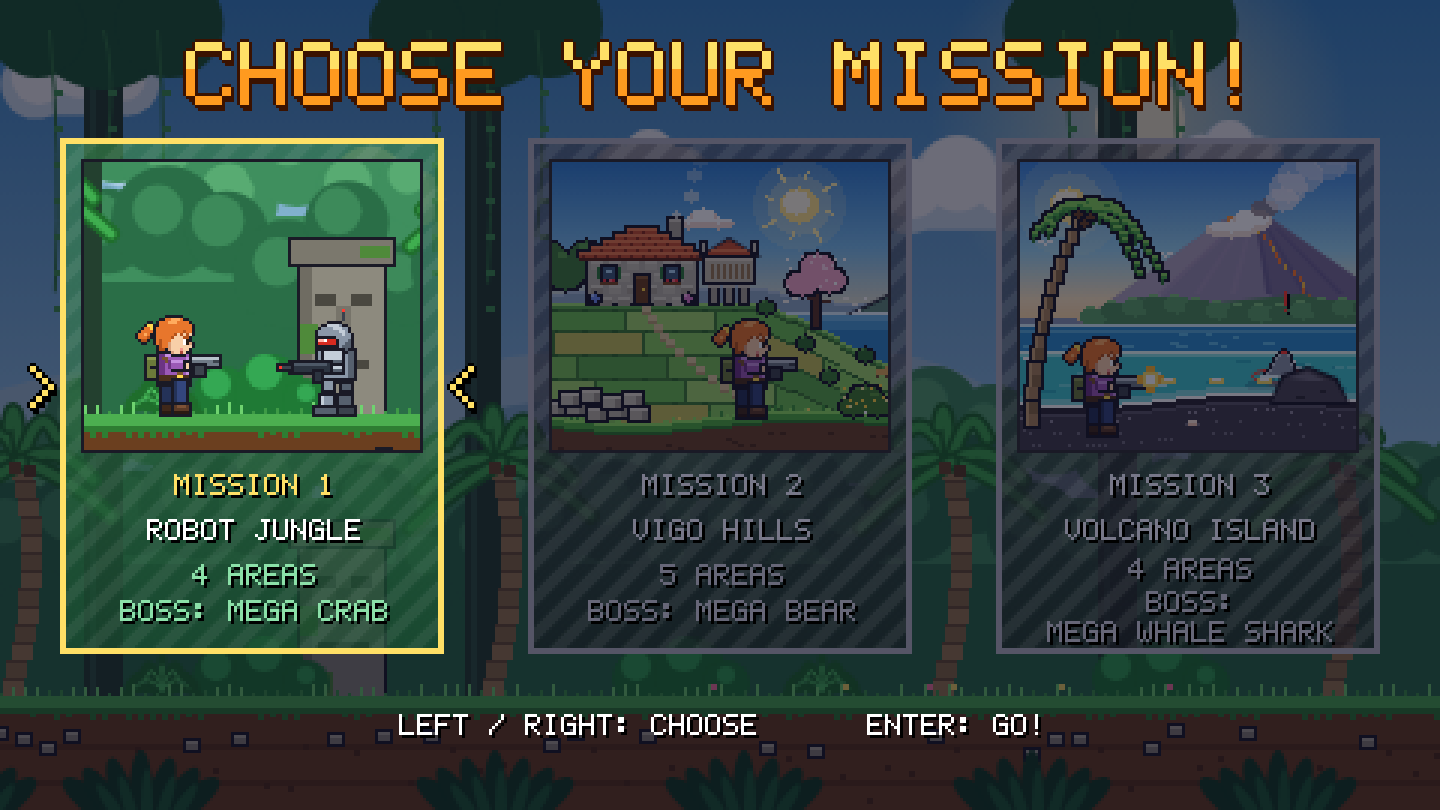 CHOOSE YOUR MISSION!
MISSION 1
ROBOT JUNGLE
4 AREAS
BOSS: MEGA CRAB
MISSION 2
VIGO HILLS
5 AREAS
BOSS: MEGA BEAR
MISSION 3
VOLCANO ISLAND
4 AREAS
BOSS:
MEGA WHALE SHARK
LEFT / RIGHT: CHOOSE ENTER: GO!